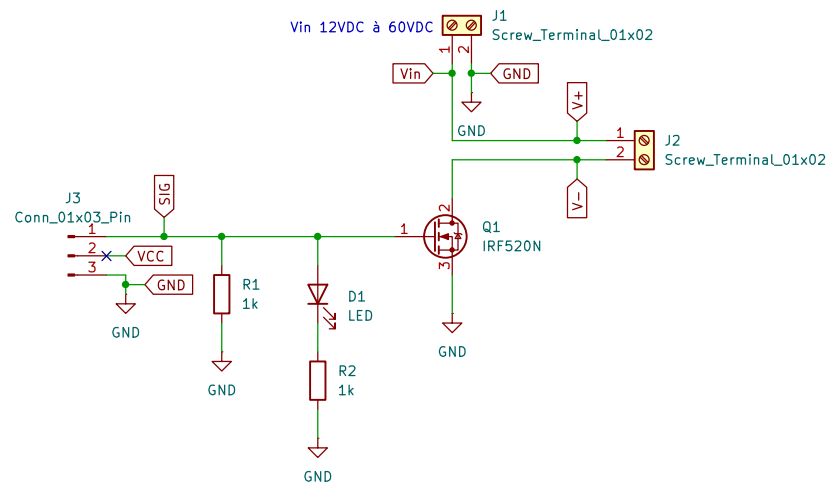 J1
Vin 12VDC à 60VDC
Screw_Terminal_01x02
1
2
Vin
GND
V+
GND
1
J2
2
Screw_Terminal_01x02
SIG
V-
J3
Conn_01x03_Pin
2
1
1
Q1
2
VCC
IRF520N
3
3
GND
R1
D1
1k
LED
GND
GND
R2
GND
1k
GND